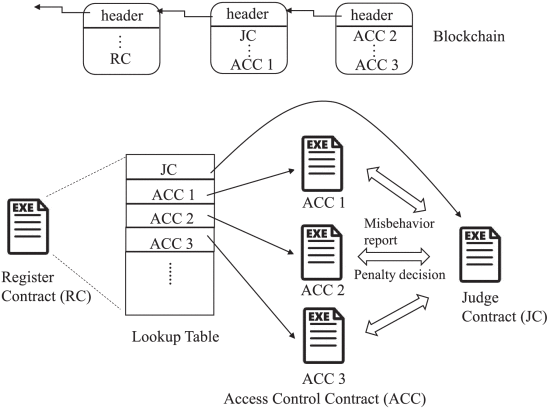 header
header
header
⋮
RC
JC
⋮
ACC 1
ACC 2
⋮
ACC 3
Blockchain
JC
ACC 1
ACC 2
ACC 3
Lookup Table
EXE
Register
Contract (RC)
EXE
ACC 1
EXE
ACC 2
EXE
ACC 3
Access Control Contract (ACC)
Misbehavior
report
Penalty decision
EXE
Judge
Contract (JC)